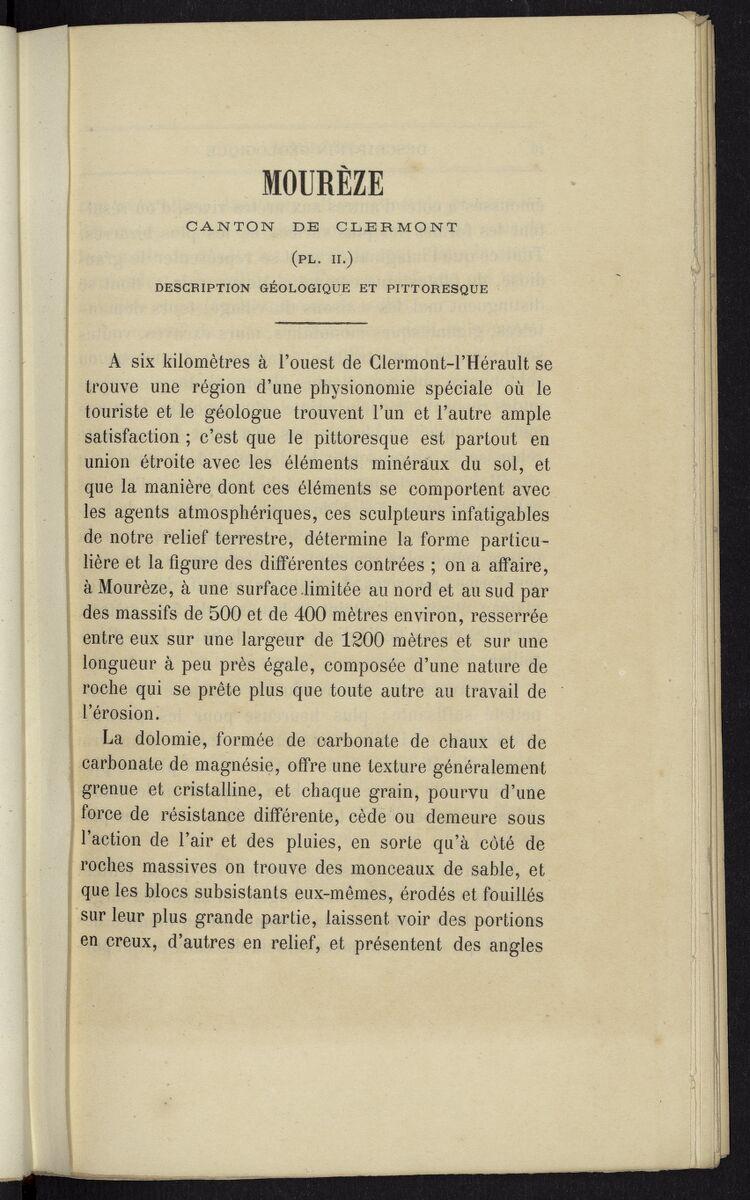 MOURÈZE
CANTON DE CLERMONT
(PL. II.)
DESCRIPTION GÉOLOGIQUE ET PITTORESQUE
A six kilomètres à l'ouest de Clermont-l'Hérault se
trouve une région d'une physionomie spéciale où le
touriste et le géologue trouvent l'un et l'autre ample
satisfaction ; c'est que le pittoresque est partout en
union étroite avec les éléments minéraux du sol, et
que la manière dont ces éléments se comportent avec
les agents atmosphériques, ces sculpteurs infatigables
de notre relief terrestre, détermine la forme particu-
lière et la figure des différentes contrées ; on a affaire,
à Mourèze, à une surface limitée au nord et au sud par
des massifs de 500 et de 400 mètres environ, resserrée
entre eux sur une largeur de 1200 mètres et sur une
longueur à peu près égale, composée d'une nature de
roche qui se prête plus que toute autre au travail de
l'érosion.
La dolomie, formée de carbonate de chaux et de
carbonate de magnésie, offre une texture généralement
grenue et cristalline, et chaque grain, pourvu d'une
force de résistance différente, cède ou demeure sous
l'action de l'air et des pluies, en sorte qu'à côté de
roches massives on trouve des monceaux de sable, et
que les blocs subsistants eux-mêmes, érodés et fouillés
sur leur plus grande partie, laissent voir des portions
en creux, d'autres en relief, et présentent des angles